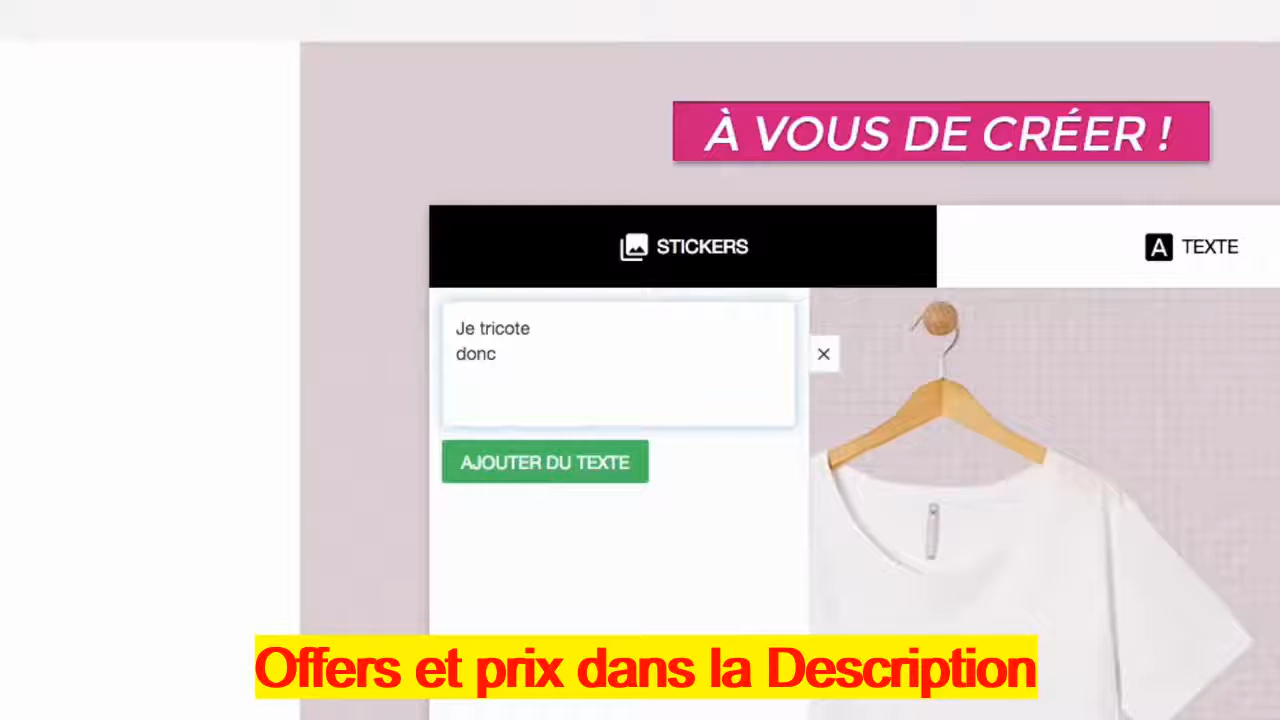 À VOUS DE CRÉER !
STICKERS
A TEXTE
Je tricote
donc
AJOUTER DU TEXTE
Offers et prix dans la Description